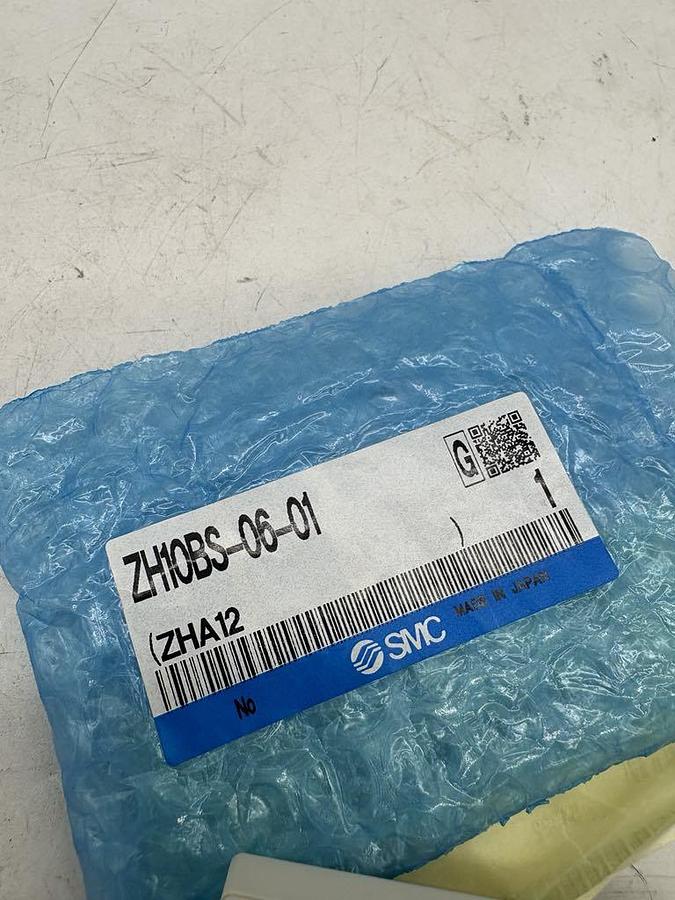 G
ZH10BS-06-01
1
(ZHA12 )
SMC
MADE IN JAPAN
No